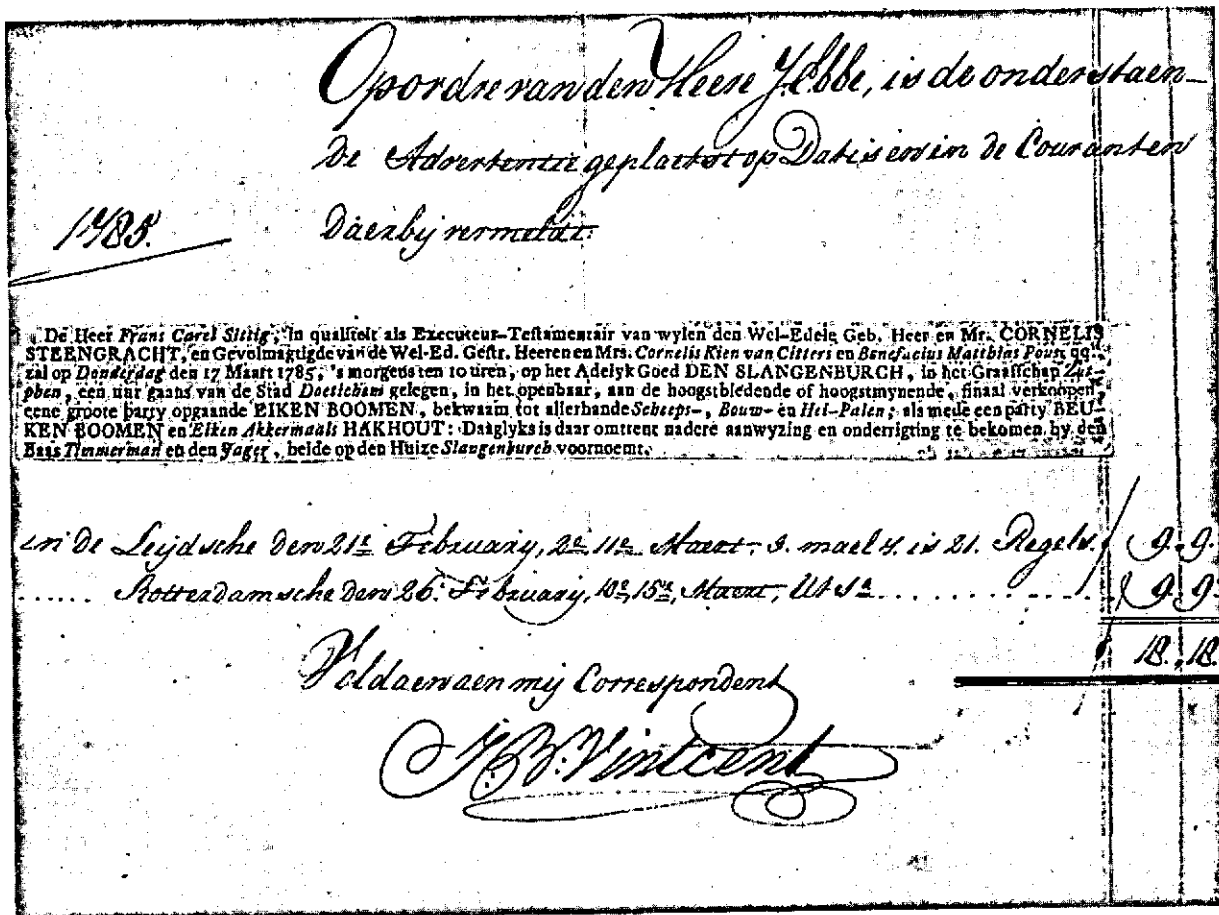 Op ordre van den Heere J. Ebbe, is de onderstaen-
de Advertentie geplaetst op Datis en in de Couranten
1785. Daerbij vermeldt.
De Heer Frans Carel Sittig, in qualiteit als Executeur-Testamentair van wylen den Wel-Edele Geb. Heer en Mr. CORNELIS
STEENGRACHT, en Gevolmagtigde van de Wel-Ed. Gestr. Heeren en Mrs. Cornelis Kien van Citters en Bonefacius Matthias Pous; qq.
zal op Donderdag den 17 Maart 1785, 's morgens ten 10 uren, op het Adelyk Goed DEN SLANGENBURCH, in het Graafschap Zut-
phen, een uur gaans van de Stad Doetichem gelegen, in het openbaar, aan de hoogstbiedende of hoogstmynende, finaal verkoopen
eene groote party opgaande EIKEN BOOMEN, bekwaam tot allerhande Scheeps-, Bouw- en Hei-Palen; als mede een party BEU-
KEN BOOMEN en Eiken Akkermaals HAKHOUT: Daaglyks is daar omtrent nadere aanwyzing en onderrigting te bekomen by den
Baas Timmerman en den Jager, beide op den Huize Slangenburch voornoemt.
in de Leijdsche den 21e February, 2e 11e Maert, 3. mael 4. is 21. Regels 9. 9.
...... Rotterdamsche den 26. February, 10e, 15e, Maert, Ut Sa .................. 9. 9.
18. 18.
Voldaen aen mij Correspondent
J: B: Vintcent